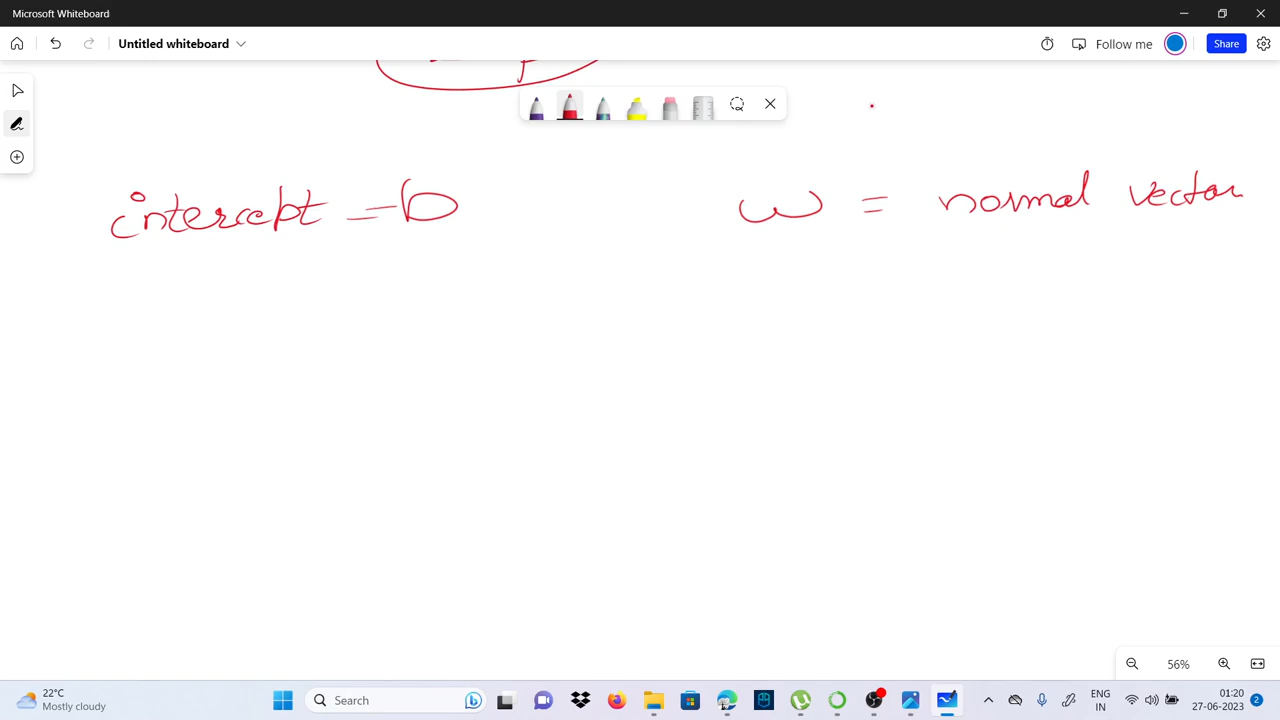 Microsoft Whiteboard
Untitled whiteboard
Follow me
Share
intercept = b
w = normal vector
56%
22°C
Mostly cloudy
Search
ENG
IN
01:20
27-06-2023
2